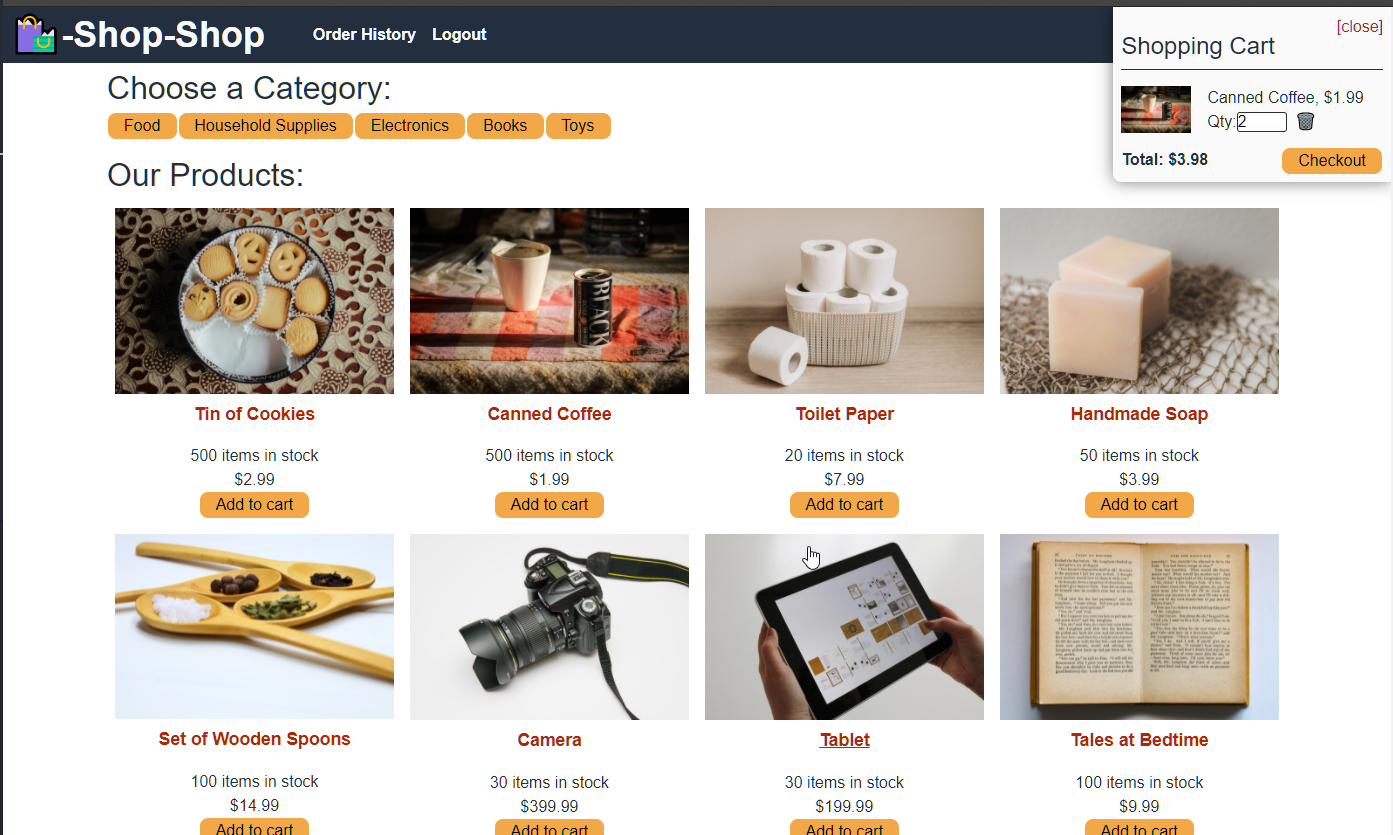 -Shop-Shop
Order History Logout
[close]
Shopping Cart
Canned Coffee, $1.99
Qty:2
Total: $3.98
Checkout
Choose a Category:
Food Household Supplies Electronics Books Toys
Our Products:
BLACK
Tin of Cookies
500 items in stock
$2.99
Add to cart
Canned Coffee
500 items in stock
$1.99
Add to cart
Toilet Paper
20 items in stock
$7.99
Add to cart
Handmade Soap
50 items in stock
$3.99
Add to cart
Set of Wooden Spoons
100 items in stock
$14.99
Add to cart
Camera
30 items in stock
$399.99
Add to cart
Tablet
30 items in stock
$199.99
Add to cart
Tales at Bedtime
100 items in stock
$9.99
Add to cart